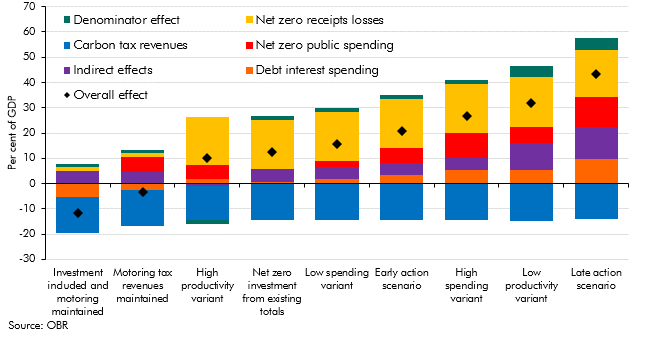 70
60
50
40
30
20
10
0
-10
-20
-30
Per cent of GDP
Denominator effect
Net zero receipts losses
Carbon tax revenues
Net zero public spending
Indirect effects
Debt interest spending
Overall effect
Investment
included and
motoring
maintained
Motoring tax
revenues
maintained
High
productivity
variant
Net zero
investment
from existing
totals
Low spending
variant
Early action
scenario
High
spending
variant
Low
productivity
variant
Late action
scenario
Source: OBR